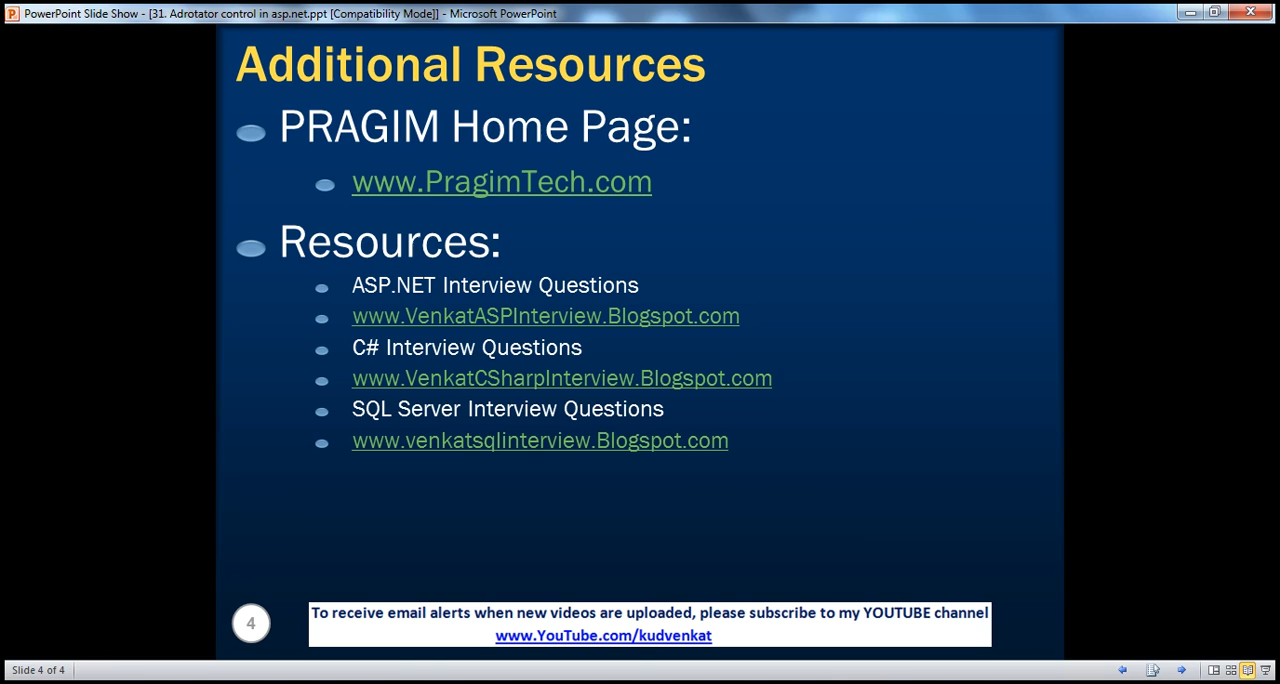 PowerPoint Slide Show - [31. Adrotator control in asp.net.ppt [Compatibility Mode]] - Microsoft PowerPoint
Additional Resources
PRAGIM Home Page:
www.PragimTech.com
Resources:
ASP.NET Interview Questions
www.VenkatASPInterview.Blogspot.com
C# Interview Questions
www.VenkatCSharpInterview.Blogspot.com
SQL Server Interview Questions
www.venkatsqlinterview.Blogspot.com
4
To receive email alerts when new videos are uploaded, please subscribe to my YOUTUBE channel
www.YouTube.com/kudvenkat
Slide 4 of 4